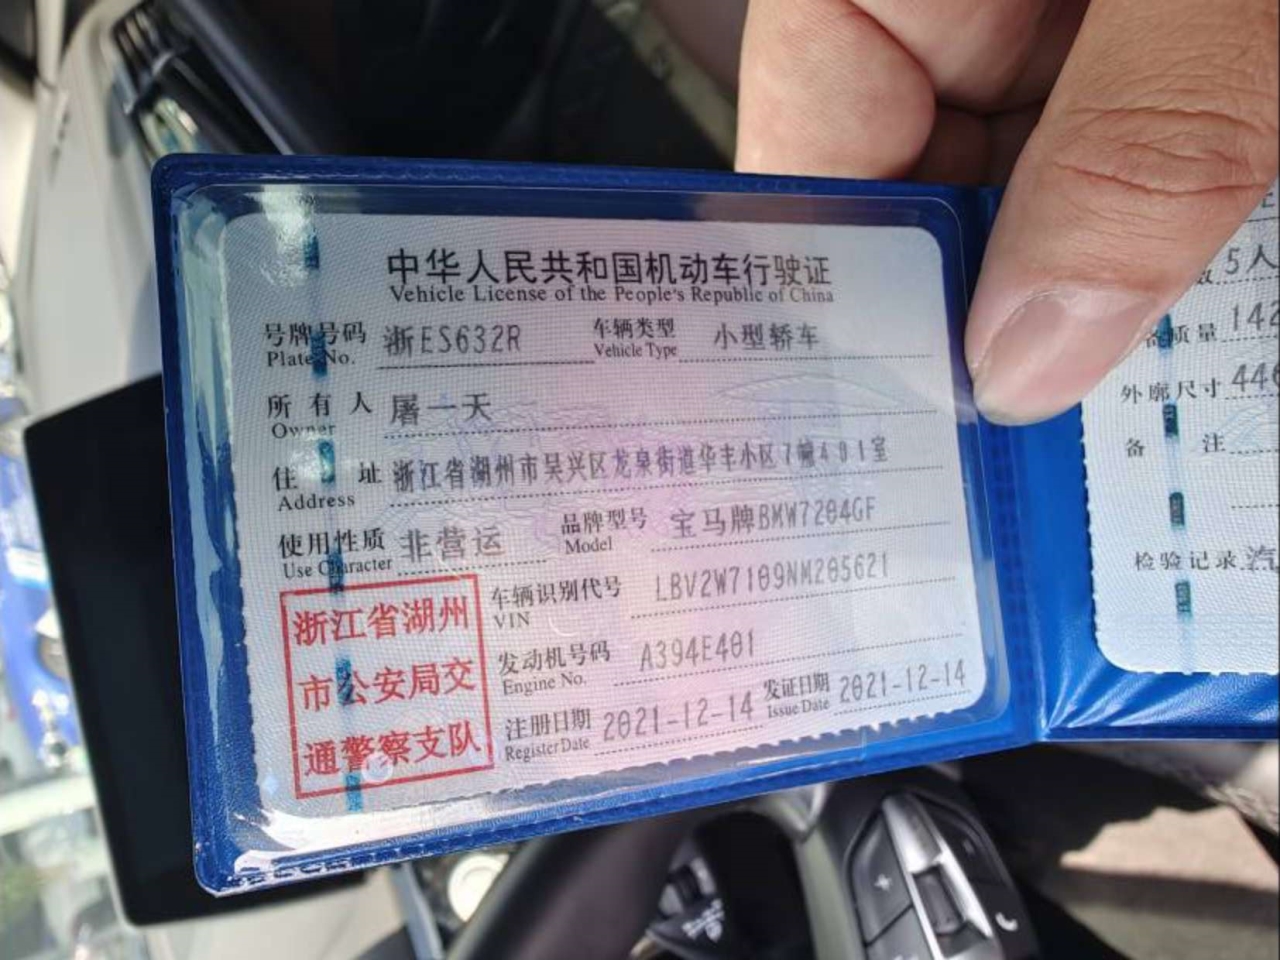 中华人民共和国机动车行驶证
Vehicle License of the People's Republic of China
号牌号码 浙ES632R 车辆类型 小型轿车
Plate No. Vehicle Type
所有人 屠一天
Owner
住址 浙江省湖州市吴兴区龙泉街道华丰小区7幢401室
Address
使用性质 非营运 品牌型号 宝马牌BMW7204GF
Use Character Model
浙江省湖州
市公安局交
通警察支队
车辆识别代号 LBV2W7109NM205621
VIN
发动机号码 A394E401
Engine No.
注册日期 2021-12-14 发证日期 2021-12-14
Register Date Issue Date
5人
质量 142
外廓尺寸 446
备注
检验记录